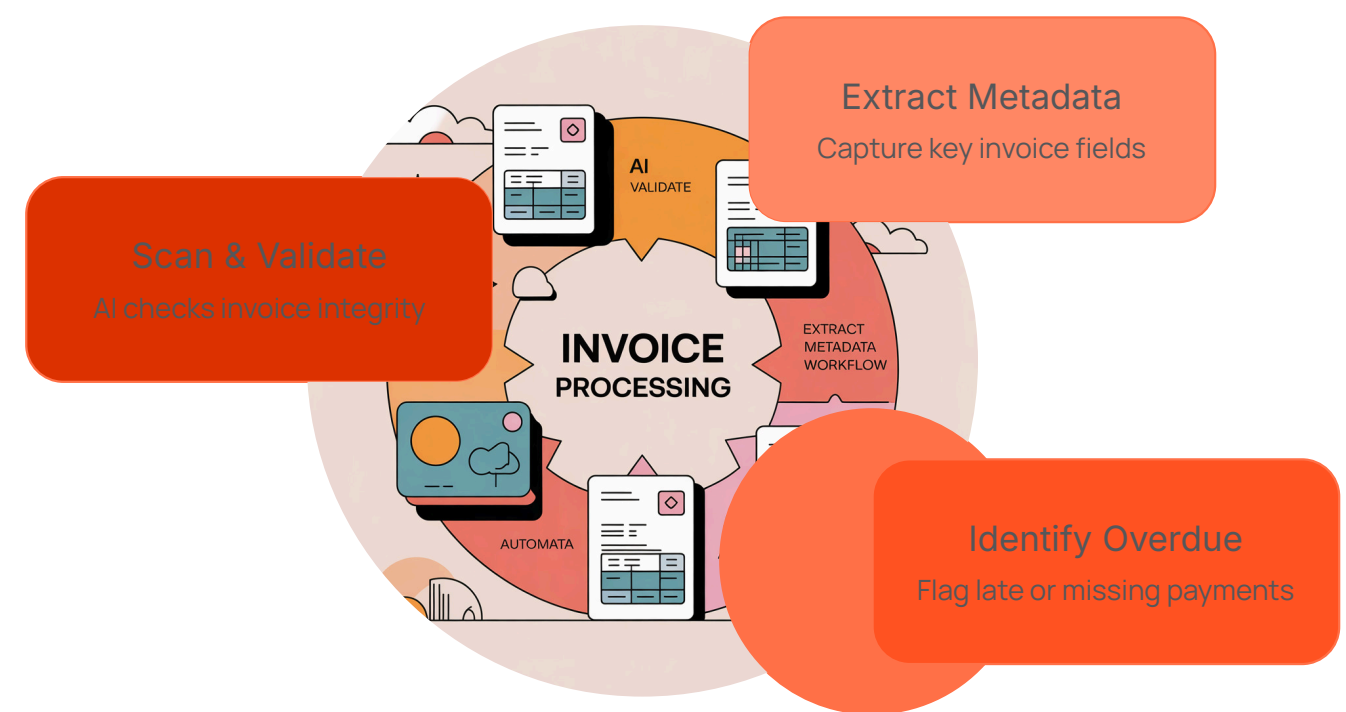 Extract Metadata
Capture key invoice fields
AI
VALIDATE
Scan & Validate
AI checks invoice integrity
EXTRACT
METADATA
WORKFLOW
INVOICE
PROCESSING
AUTOMATA
Identify Overdue
Flag late or missing payments